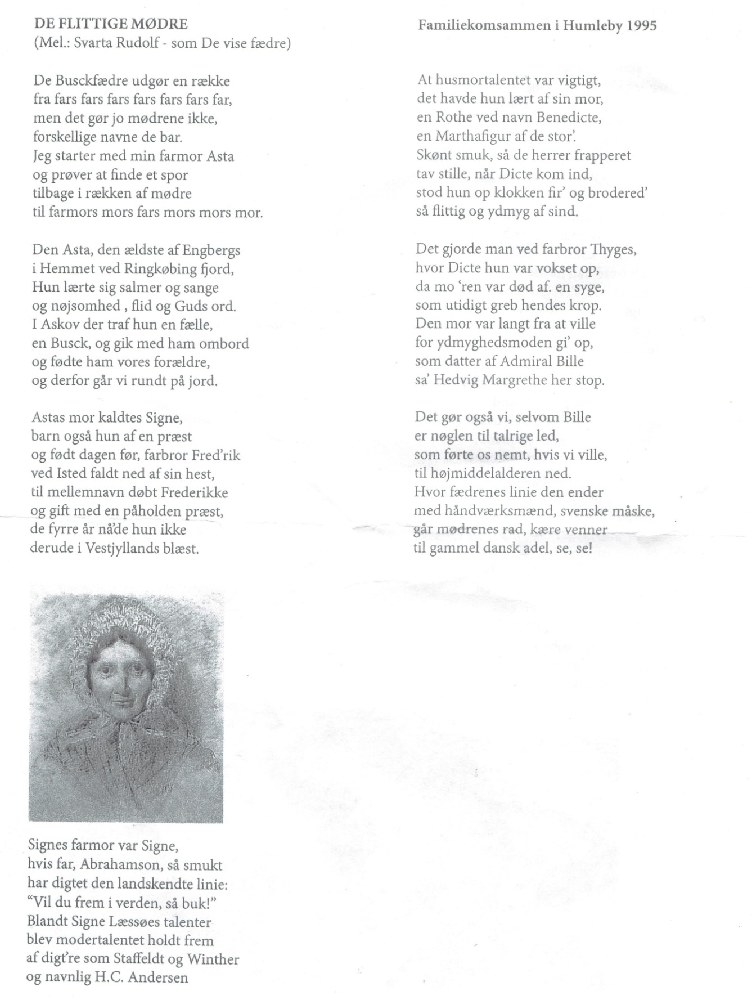 DE FLITTIGE MØDRE
(Mel.: Svarta Rudolf - som De vise fædre)
De Busckfædre udgør en række
fra fars fars fars fars fars fars far,
men det gør jo mødrene ikke,
forskellige navne de bar.
Jeg starter med min farmor Asta
og prøver at finde et spor
tilbage i rækken af mødre
til farmors mors fars mors mors mor.
Den Asta, den ældste af Engbergs
i Hemmet ved Ringkøbing fjord,
Hun lærte sig salmer og sange
og nøjsomhed , flid og Guds ord.
I Askov der traf hun en fælle,
en Busck, og gik med ham ombord
og fødte ham vores forældre,
og derfor går vi rundt på jord.
Astas mor kaldtes Signe,
barn også hun af en præst
og født dagen før, farbror Fred’rik
ved Isted faldt ned af sin hest,
til mellemnavn døbt Frederikke
og gift med en påholden præst,
de fyrre år nå’de hun ikke
derude i Vestjyllands blæst.
Signes farmor var Signe,
hvis far, Abrahamson, så smukt
har digtet den landskendte linie:
“Vil du frem i verden, så buk!”
Blandt Signe Læssøes talenter
blev modertalentet holdt frem
af digt’re som Staffeldt og Winther
og navnlig H.C. Andersen
Familiekomsammen i Humleby 1995
At husmortalentet var vigtigt,
det havde hun lært af sin mor,
en Rothe ved navn Benedicte,
en Marthafigur af de stor’.
Skønt smuk, så de herrer frapperet
tav stille, når Dicte kom ind,
stod hun op klokken fir’ og brodered’
så flittig og ydmyg af sind.
Det gjorde man ved farbror Thyges,
hvor Dicte hun var vokset op,
da mo ‘ren var død af. en syge,
som utidigt greb hendes krop.
Den mor var langt fra at ville
for ydmyghedsmoden gi’ op,
som datter af Admiral Bille
sa’ Hedvig Margrethe her stop.
Det gør også vi, selvom Bille
er nøglen til talrige led,
som førte os nemt, hvis vi ville,
til højmiddelalderen ned.
Hvor fædrenes linie den ender
med håndværksmænd, svenske måske,
går mødrenes rad, kære venner
til gammel dansk adel, se, se!